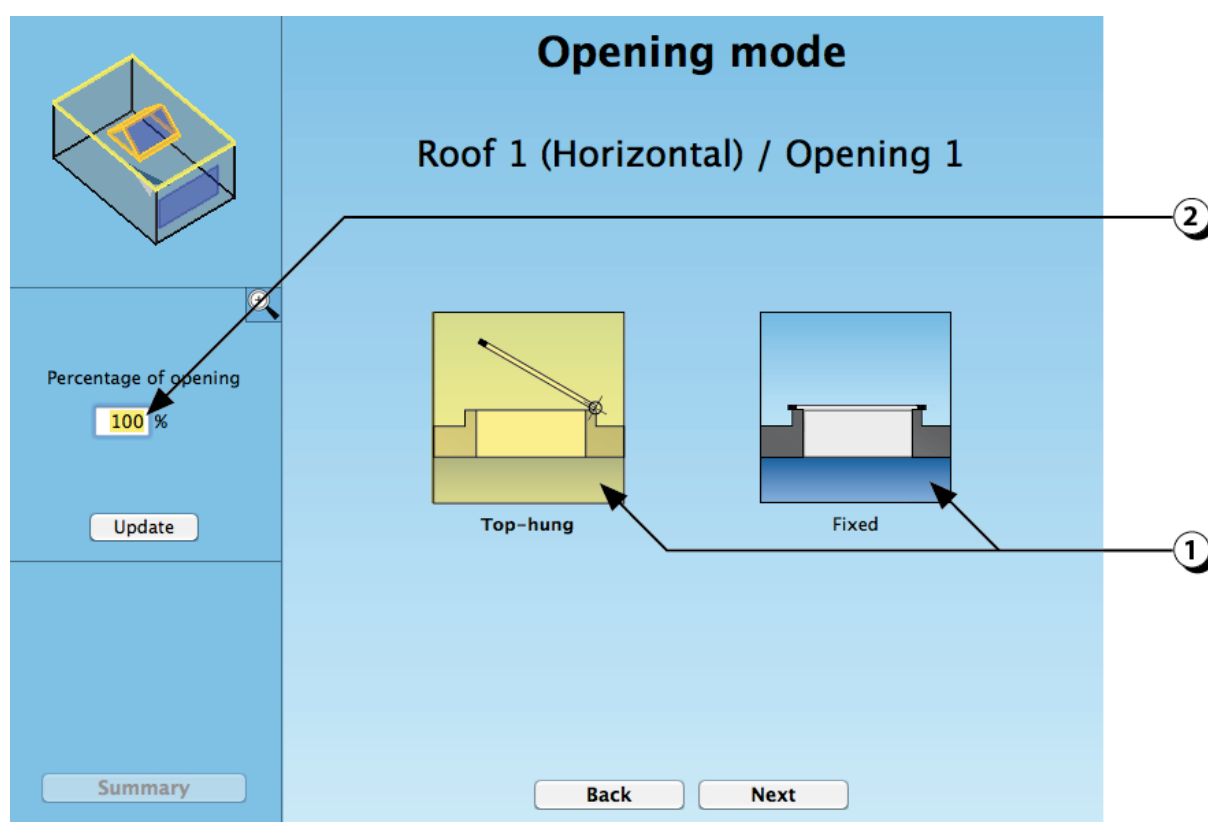 Opening mode
Roof 1 (Horizontal) / Opening 1
2
Percentage of opening
100 %
Update
Top-hung
Fixed
1
Summary
Back
Next